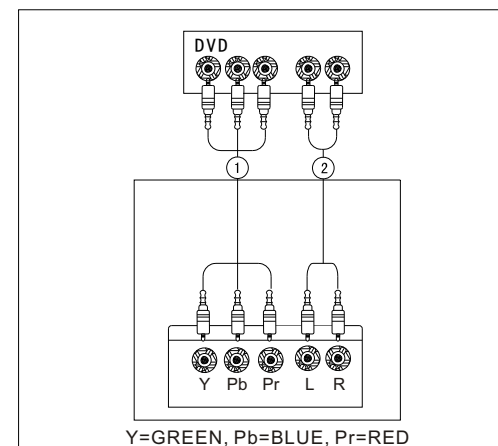 DVD
1 2
Y Pb Pr L R
Y=GREEN, Pb=BLUE, Pr=RED